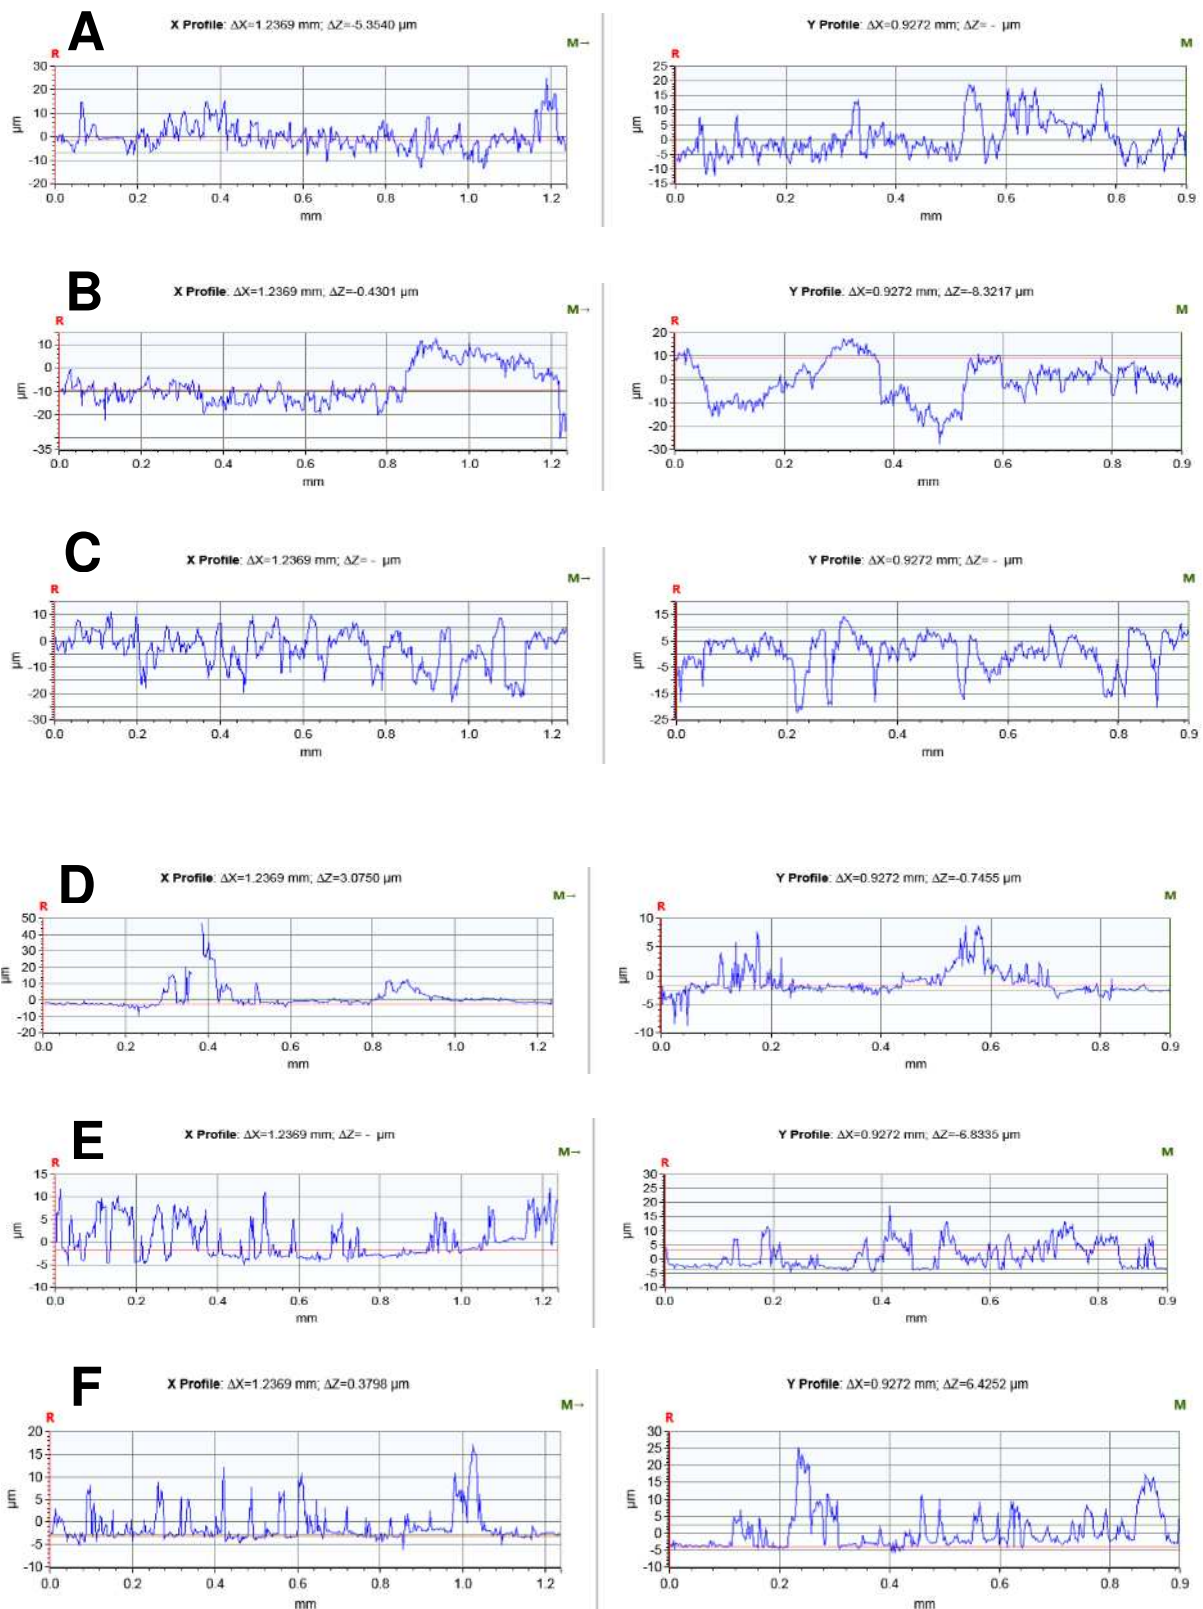 A
X Profile: ΔX=1.2369 mm; ΔZ=-5.3540 µm
Y Profile: ΔX=0.9272 mm; ΔZ= - µm
R M→ R M
30 20 10 0 -10 -20
µm
0.0 0.2 0.4 0.6 0.8 1.0 1.2
mm
25 20 15 10 5 0 -5 -10 -15
µm
0.0 0.2 0.4 0.6 0.8 0.9
mm
B
X Profile: ΔX=1.2369 mm; ΔZ=-0.4301 µm
Y Profile: ΔX=0.9272 mm; ΔZ=-8.3217 µm
R M→ R M
10 0 -10 -20 -35
µm
0.0 0.2 0.4 0.6 0.8 1.0 1.2
mm
20 10 0 -10 -20 -30
µm
0.0 0.2 0.4 0.6 0.8 0.9
mm
C
X Profile: ΔX=1.2369 mm; ΔZ= - µm
Y Profile: ΔX=0.9272 mm; ΔZ= - µm
R M→ R M
10 0 -10 -20 -30
µm
0.0 0.2 0.4 0.6 0.8 1.0 1.2
mm
15 5 -5 -15 -25
µm
0.0 0.2 0.4 0.6 0.8 0.9
mm
D
X Profile: ΔX=1.2369 mm; ΔZ=3.0750 µm
Y Profile: ΔX=0.9272 mm; ΔZ=-0.7455 µm
R M→ R M
50 40 30 20 10 0 -10 -20
µm
0.0 0.2 0.4 0.6 0.8 1.0 1.2
mm
10 5 0 -5 -10
µm
0.0 0.2 0.4 0.6 0.8 0.9
mm
E
X Profile: ΔX=1.2369 mm; ΔZ= - µm
Y Profile: ΔX=0.9272 mm; ΔZ=-6.8335 µm
R M→ R M
15 10 5 0 -5 -10
µm
0.0 0.2 0.4 0.6 0.8 1.0 1.2
mm
30 25 20 15 10 5 0 -5 -10
µm
0.0 0.2 0.4 0.6 0.8 0.9
mm
F
X Profile: ΔX=1.2369 mm; ΔZ=0.3798 µm
Y Profile: ΔX=0.9272 mm; ΔZ=6.4252 µm
R M→ R M
20 15 10 5 0 -5 -10
µm
0.0 0.2 0.4 0.6 0.8 1.0 1.2
mm
30 25 20 15 10 5 0 -5 -10
µm
0.0 0.2 0.4 0.6 0.8 0.9
mm